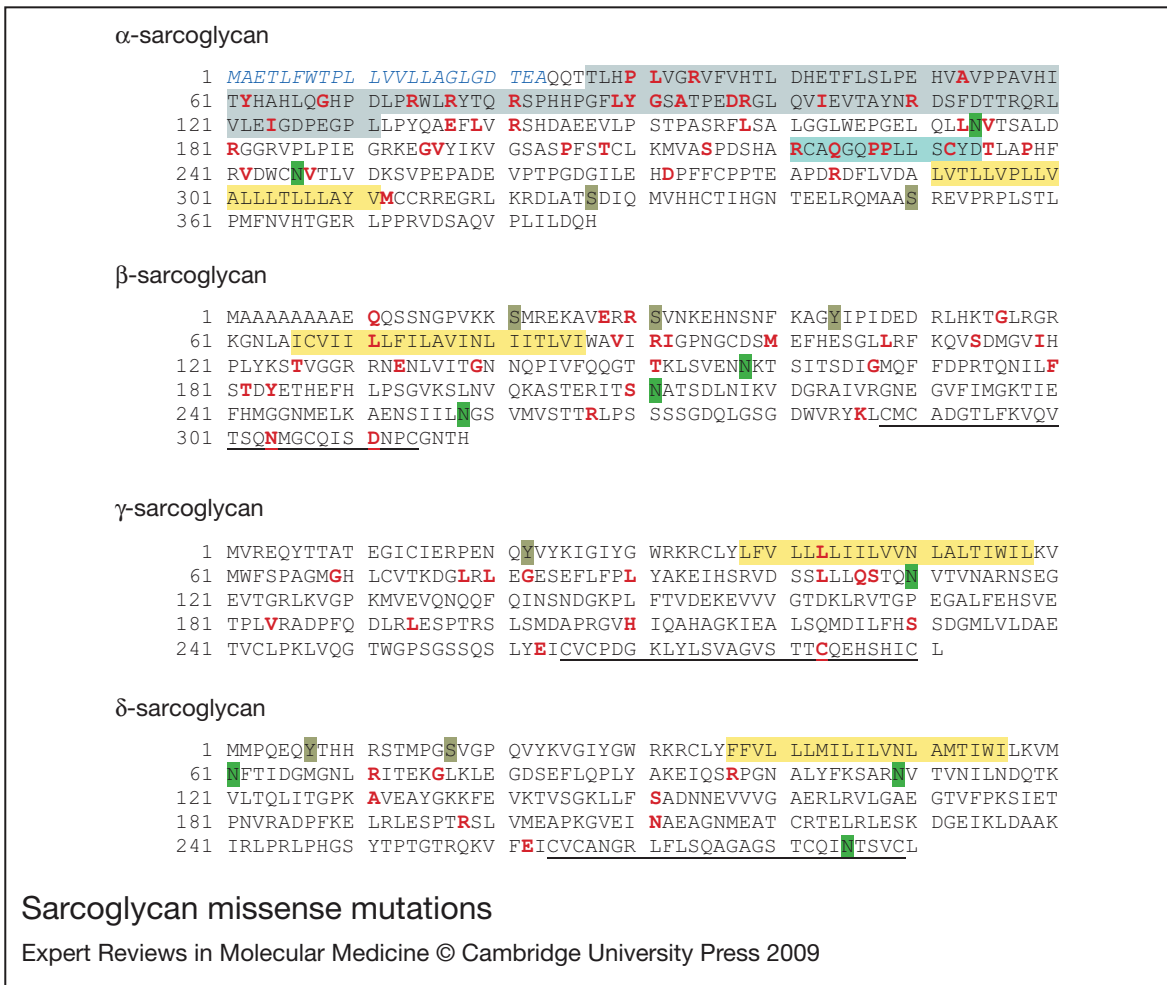 α-sarcoglycan
1 MAETLFWTPL LVVLLAGLGD TEAQQTTLHP LVGRVFVHTL DHETFLSLPE HVAVPPAVHI
61 TYHAHLQGHP DLPRWLRYTQ RSPHHPGFLY GSATPEDRGL QVIEVTAYNR DSFDTTRQRL
121 VLEIGDPEGP LLPYQAEFLV RSHDAEEVLP STPASRFLSA LGGLWEPGEL QLLNVTSALD
181 RGGRVPLPIE GRKEGVYIKV GSASPFSTCL KMVASPDSHA RCAQGQPPLL SCYDTLAPHF
241 RVDWCNVTLV DKSVPEPADE VPTPGDGILE HDPFFCPPTE APDRDFLVDA LVTLLVPLLV
301 ALLLTLLLAY VMCCRREGRL KRDLATSDIQ MVHHCTIHGN TEELRQMAAS REVPRPLSTL
361 PMFNVHTGER LPPRVDSAQV PLILDQH
β-sarcoglycan
1 MAAAAAAAAE QQSSNGPVKK SMREKAVERR SVNKEHNSNF KAGYIPIDED RLHKTGLRGR
61 KGNLAICVII LLFILAVINL IITLVIWAVI RIGPNGCDSM EFHESGLLRF KQVSDMGVIH
121 PLYKSTVGGR RNENLVITGN NQPIVFQQGT TKLSVENNKT SITSDIGMQF FDPRTQNILF
181 STDYETHEFH LPSGVKSLNV QKASTERITS NATSDLNIKV DGRAIVRGNE GVFIMGKTIE
241 FHMGGNMELK AENSIILNGS VMVSTTRLPS SSSGDQLGSG DWVRYKLCMC ADGTLFKVQV
301 TSQNMGCQIS DNPCGNTH
γ-sarcoglycan
1 MVREQYTTAT EGICIERPEN QYVYKIGIYG WRKRCLYLFV LLLLIILVVN LALTIWILKV
61 MWFSPAGMGH LCVTKDGLRL EGESEFLFPL YAKEIHSRVD SSLLLQSTQN VTVNARNSEG
121 EVTGRLKVGP KMVEVQNQQF QINSNDGKPL FTVDEKEVVV GTDKLRVTGP EGALFEHSVE
181 TPLVRADPFQ DLRLESPTRS LSMDAPRGVH IQAHAGKIEA LSQMDILFHS SDGMLVLDAE
241 TVCLPKLVQG TWGPSGSSQS LYEICVCPDG KLYLSVAGVS TTCQEHSHIC L
δ-sarcoglycan
1 MMPQEQYTHH RSTMPGSVGP QVYKVGIYGW RKRCLYFFVL LLMILILVNL AMTIWILKVM
61 NFTIDGMGNL RITEKGLKLE GDSEFLQPLY AKEIQSRPGN ALYFKSARNV TVNILNDQTK
121 VLTQLITGPK AVEAYGKKFE VKTVSGKLLF SADNNEVVVG AERLRVLGAE GTVFPKSIET
181 PNVRADPFKE LRLESPTRSL VMEAPKGVEI NAEAGNMEAT CRTELRLESK DGEIKLDAAK
241 IRLPRLPHGS YTPTGTRQKV FEICVCANGR LFLSQAGAGS TCQINTSVCL
Sarcoglycan missense mutations
Expert Reviews in Molecular Medicine © Cambridge University Press 2009